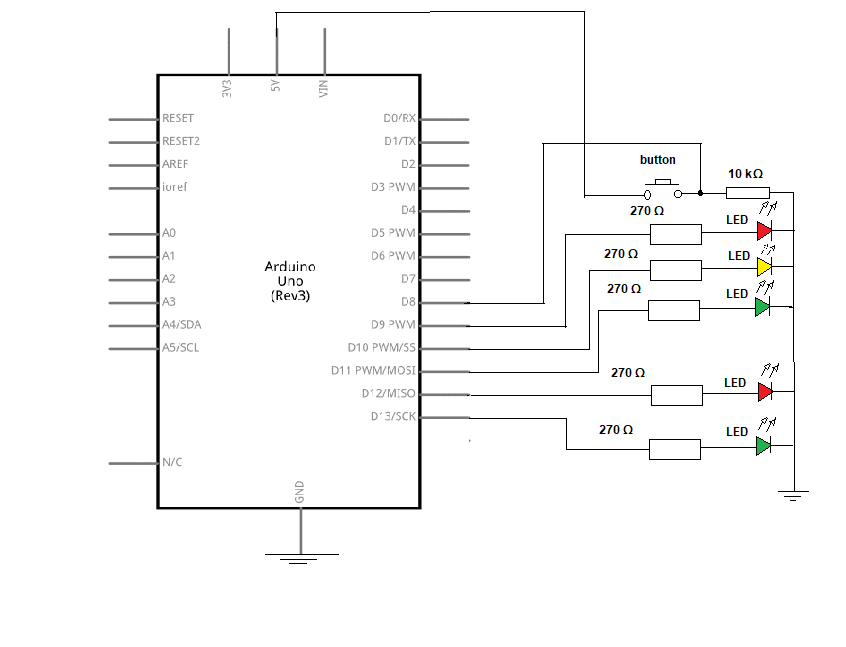 3V3
5V
VIN
RESET
RESET2
AREF
ioref
A0
A1
A2
A3
A4/SDA
A5/SCL
N/C
Arduino
Uno
(Rev3)
D0/RX
D1/TX
D2
D3 PWM
D4
D5 PWM
D6 PWM
D7
D8
D9 PWM
D10 PWM/SS
D11 PWM/MOSI
D12/MISO
D13/SCK
GND
button
10 kΩ
270 Ω
LED
270 Ω
LED
270 Ω
LED
270 Ω
LED
270 Ω
LED